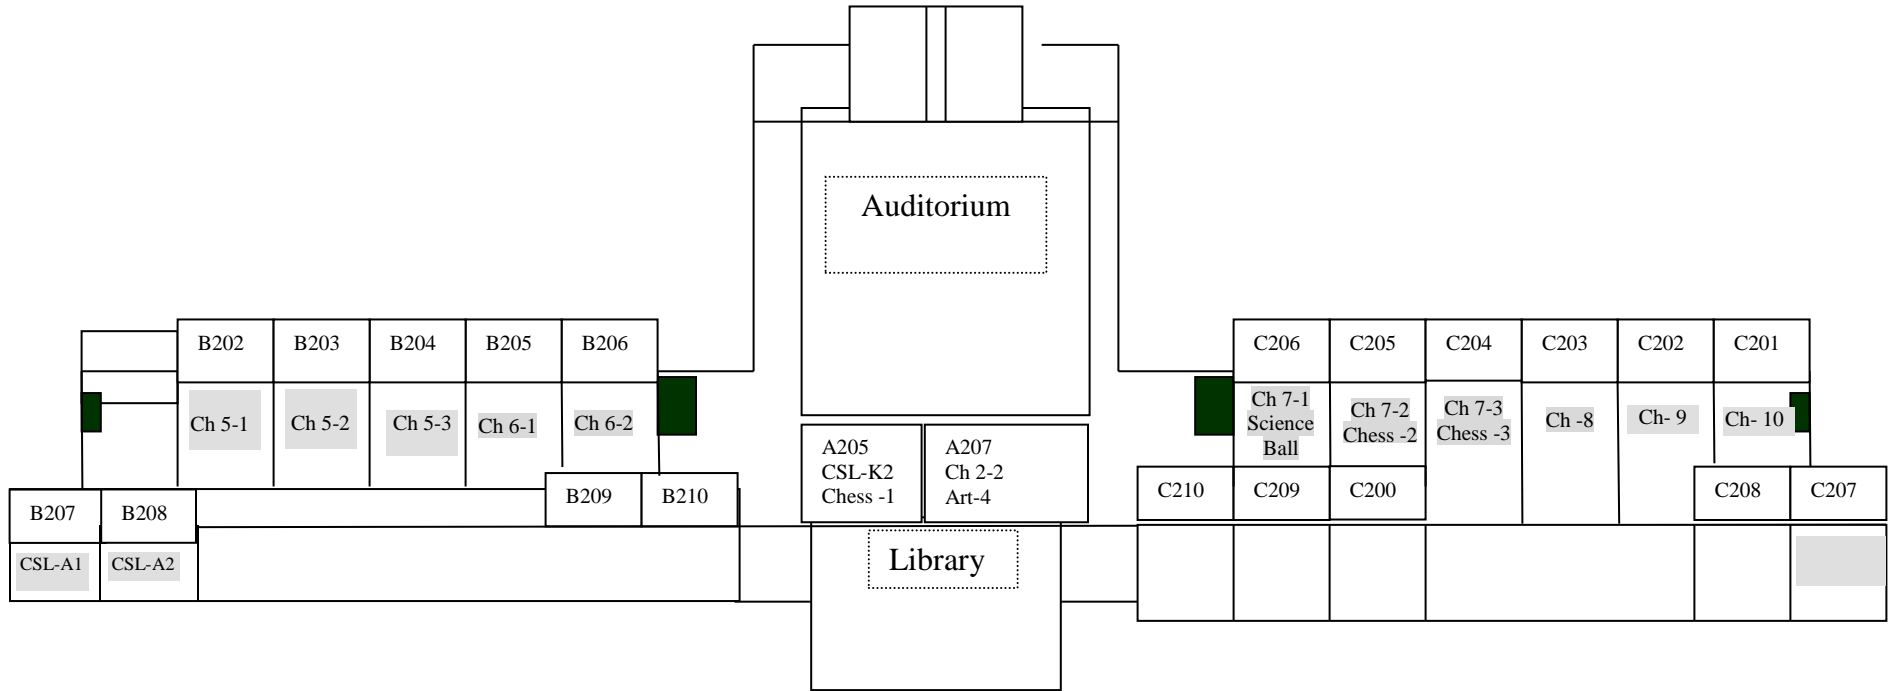 Auditorium
B202
B203
B204
B205
B206
Ch 5-1
Ch 5-2
Ch 5-3
Ch 6-1
Ch 6-2
B207
B208
B209
B210
CSL-A1
CSL-A2
A205
CSL-K2
Chess -1
A207
Ch 2-2
Art-4
Library
C206
C205
C204
C203
C202
C201
Ch 7-1
Science
Ball
Ch 7-2
Chess -2
Ch 7-3
Chess -3
Ch -8
Ch- 9
Ch- 10
C210
C209
C200
C208
C207